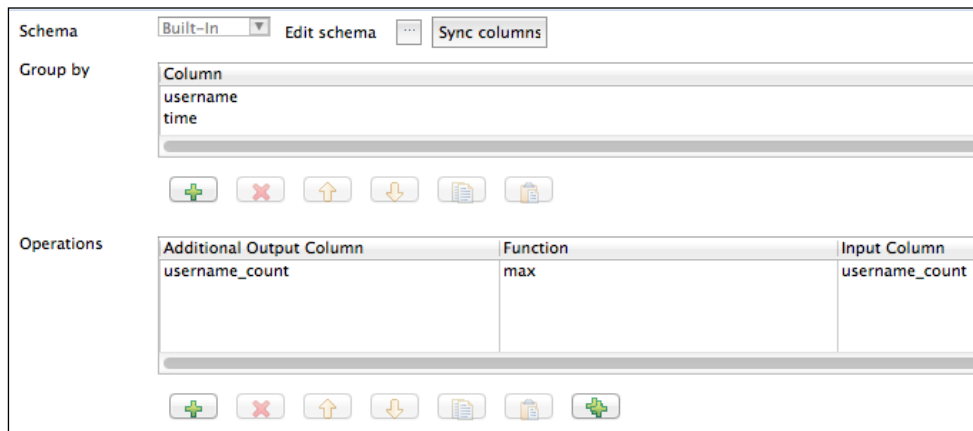 Schema Built-In Edit schema ... Sync columns
Group by
Column
username
time
Operations
Additional Output Column Function Input Column
username_count max username_count